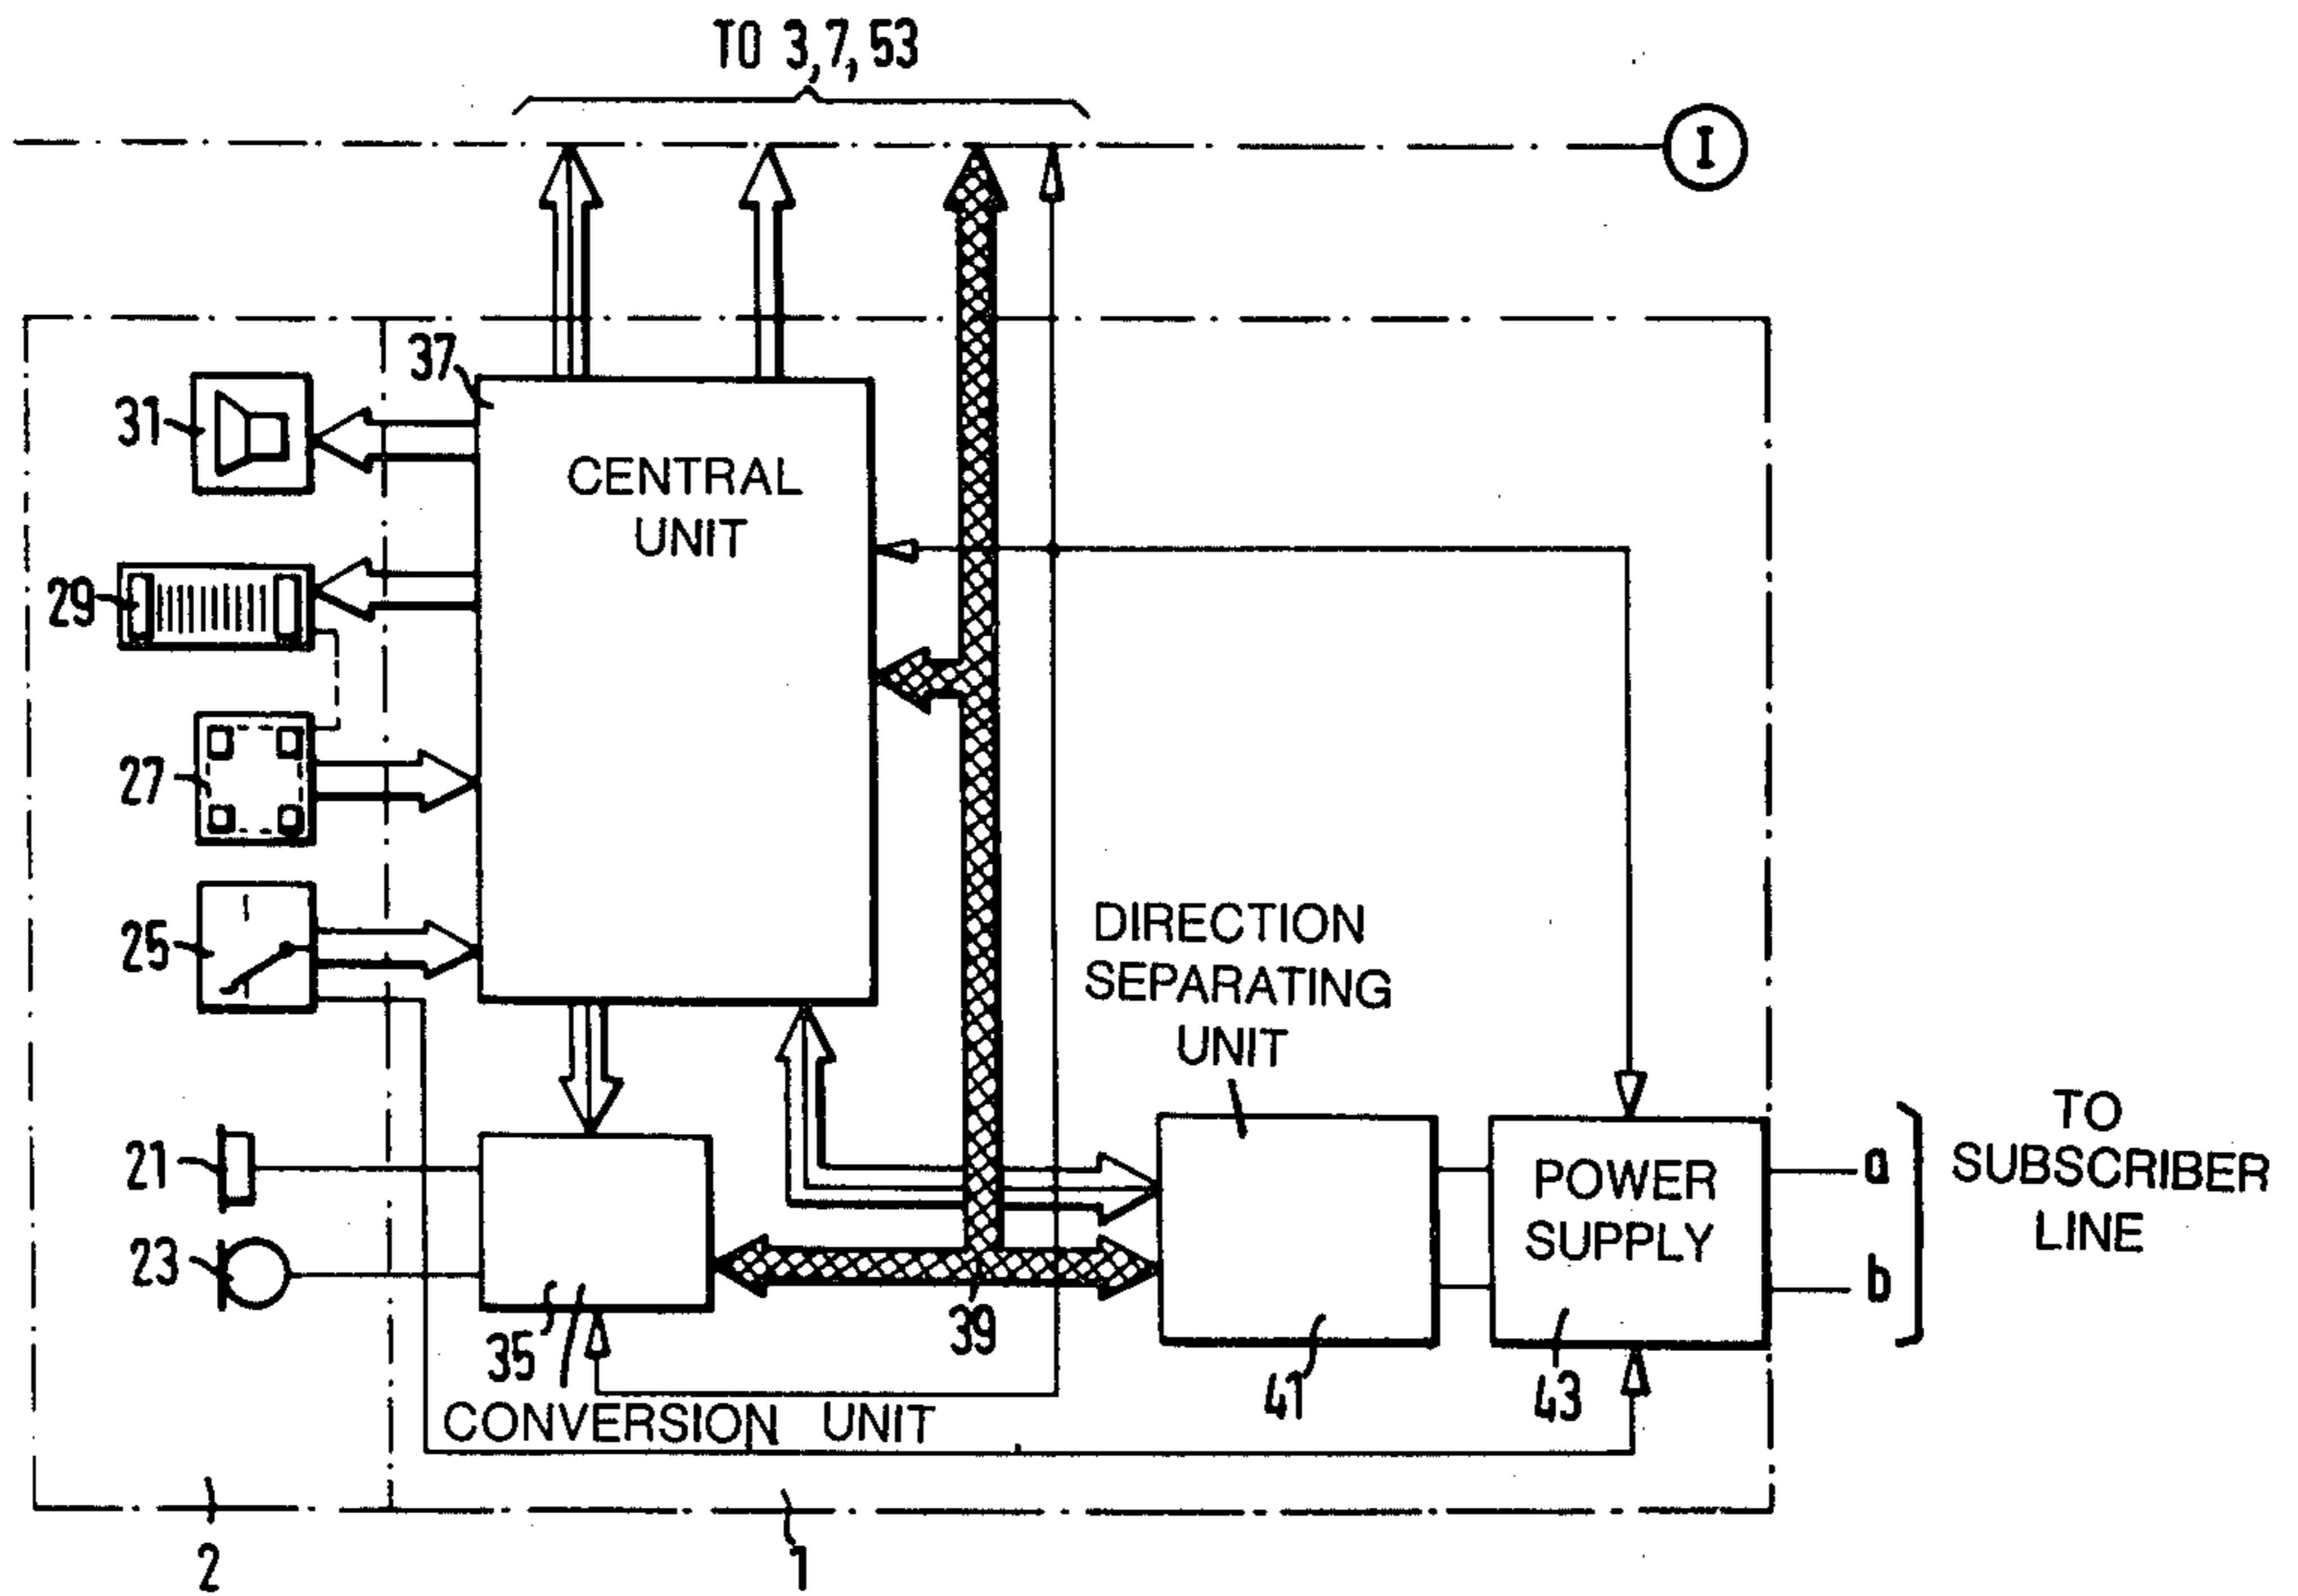 TO 3, 7, 53
I
37
31
CENTRAL
UNIT
29
27
25
DIRECTION
SEPARATING
UNIT
21
23
POWER
SUPPLY
a
b
TO
SUBSCRIBER
LINE
35
39
41
43
CONVERSION UNIT
2
1